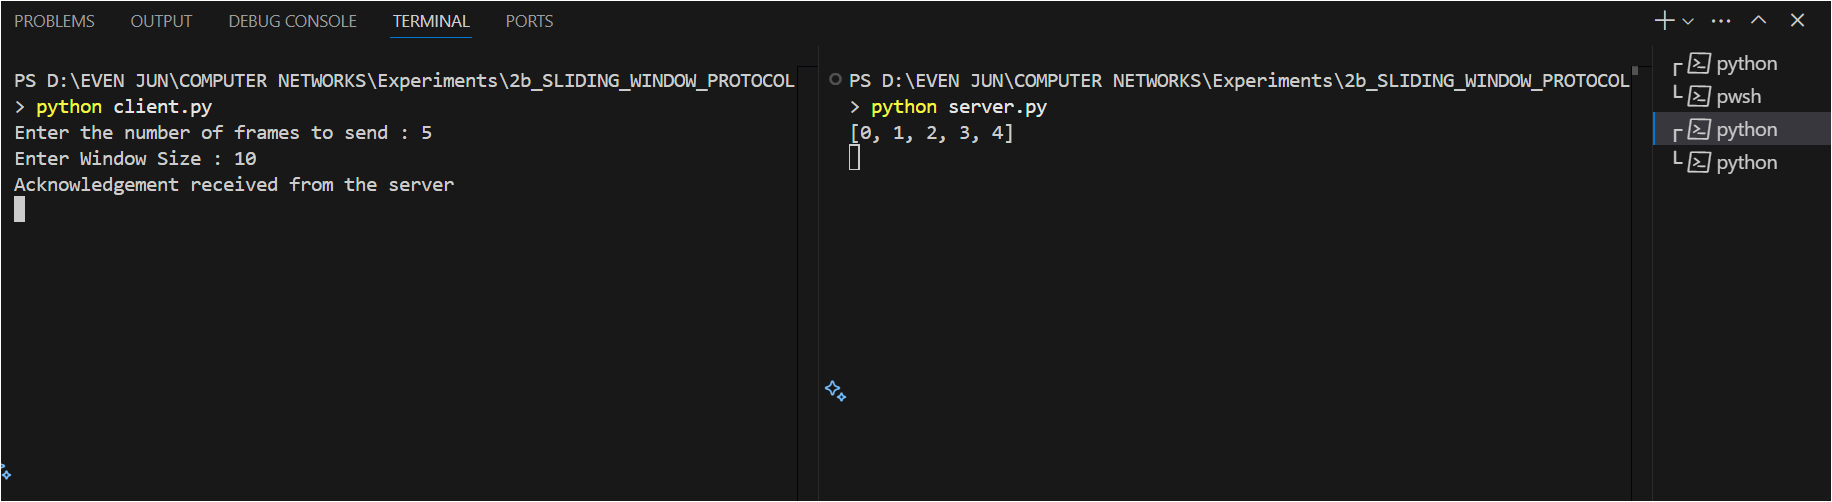 PROBLEMS OUTPUT DEBUG CONSOLE TERMINAL PORTS
PS D:\EVEN JUN\COMPUTER NETWORKS\Experiments\2b_SLIDING_WINDOW_PROTOCOL
> python client.py
Enter the number of frames to send : 5
Enter Window Size : 10
Acknowledgement received from the server
PS D:\EVEN JUN\COMPUTER NETWORKS\Experiments\2b_SLIDING_WINDOW_PROTOCOL
> python server.py
[0, 1, 2, 3, 4]
python
pwsh
python
python